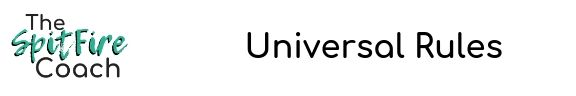 The
SpitFire
Coach
Universal Rules